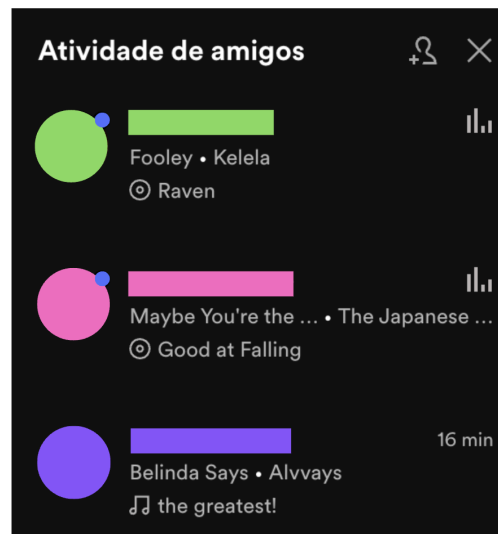 Atividade de amigos
Fooley • Kelela
Raven
Maybe You're the ... • The Japanese ...
Good at Falling
16 min
Belinda Says • Alvvays
the greatest!